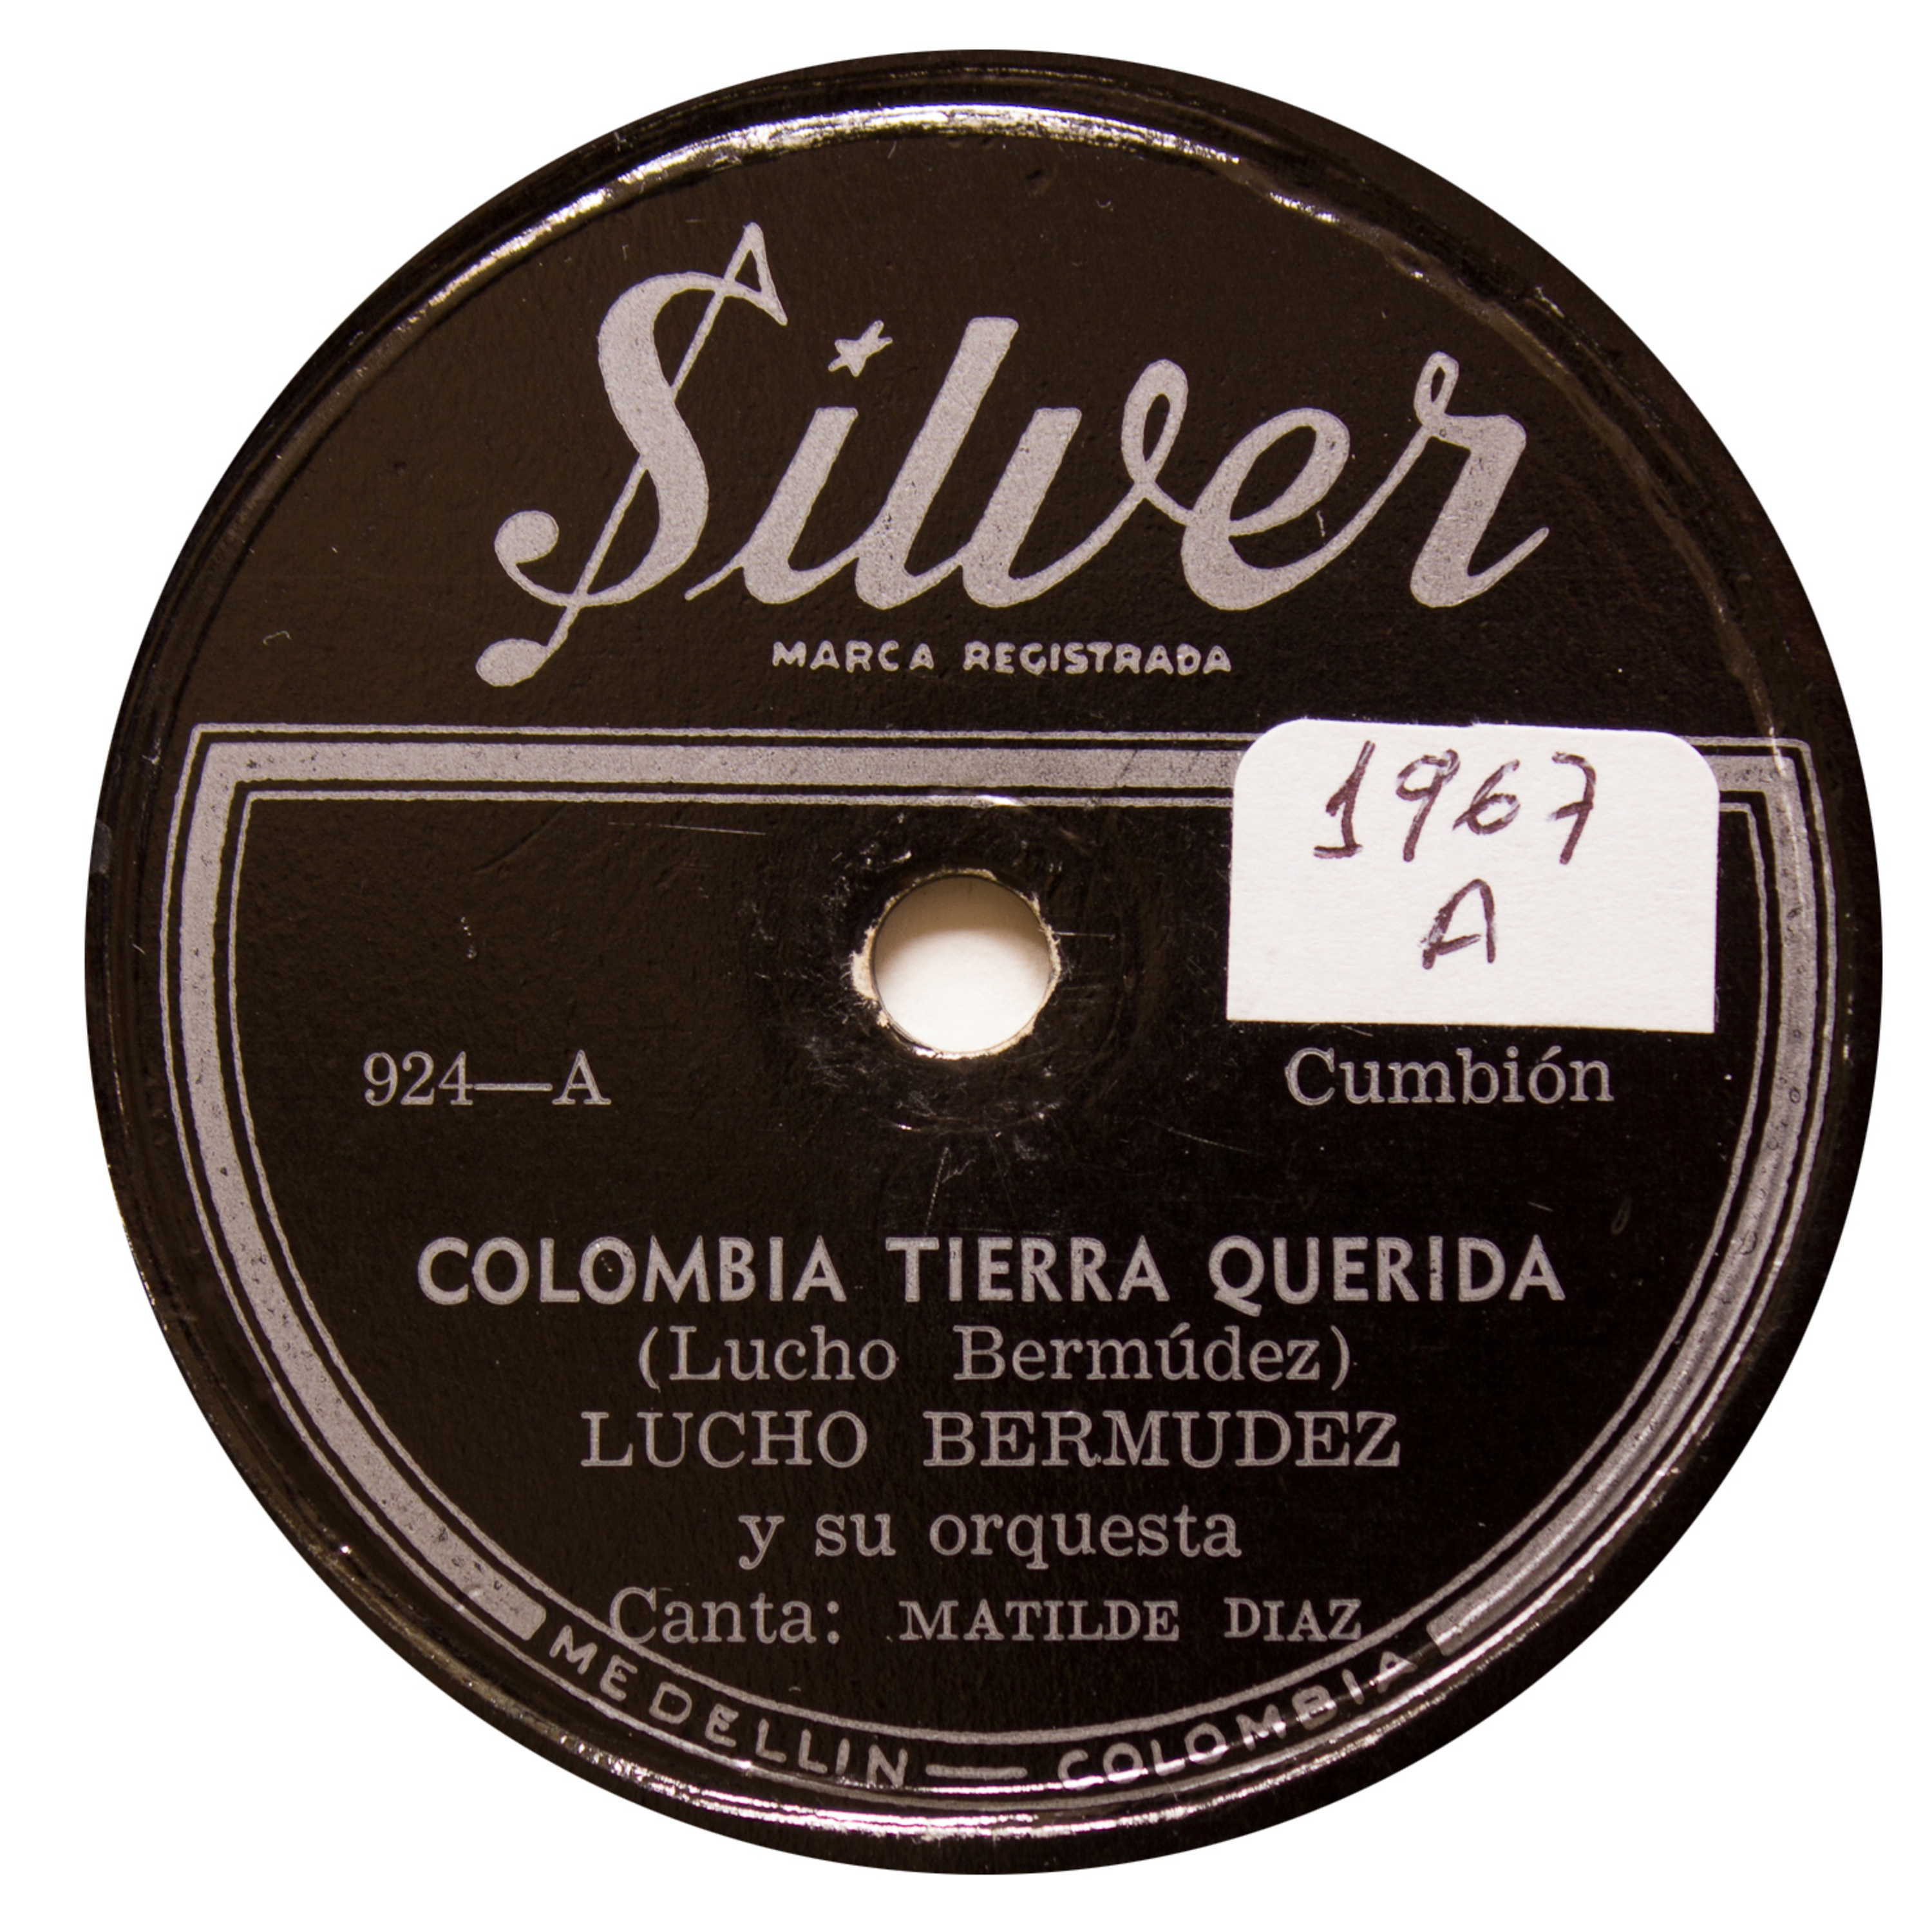 Silver
MARCA REGISTRADA
1967
A
924—A
Cumbión
COLOMBIA TIERRA QUERIDA
(Lucho Bermúdez)
LUCHO BERMUDEZ
y su orquesta
Canta: MATILDE DIAZ
MEDELLIN — COLOMBIA